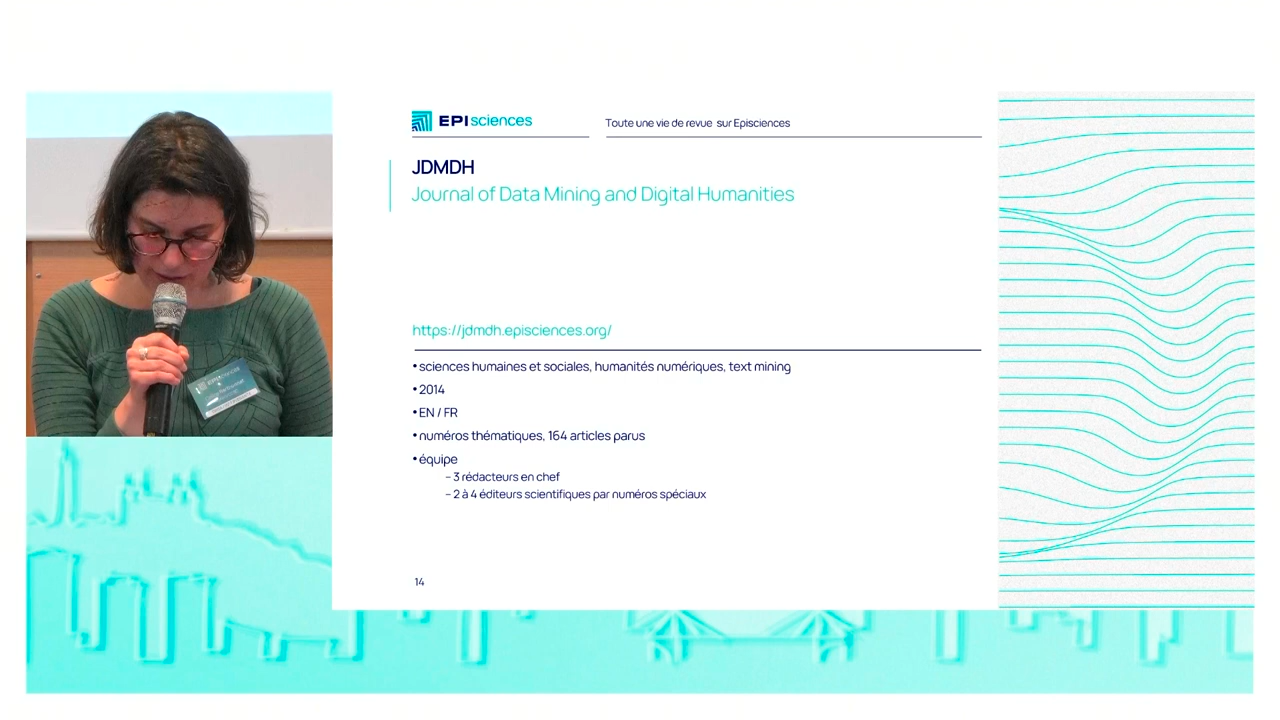 EPIsciences
Toute une vie de revue sur Episciences
JDMDH
Journal of Data Mining and Digital Humanities
https://jdmdh.episciences.org/
• sciences humaines et sociales, humanités numériques, text mining
• 2014
• EN / FR
• numéros thématiques, 164 articles parus
• équipe
– 3 rédacteurs en chef
– 2 à 4 éditeurs scientifiques par numéros spéciaux
14